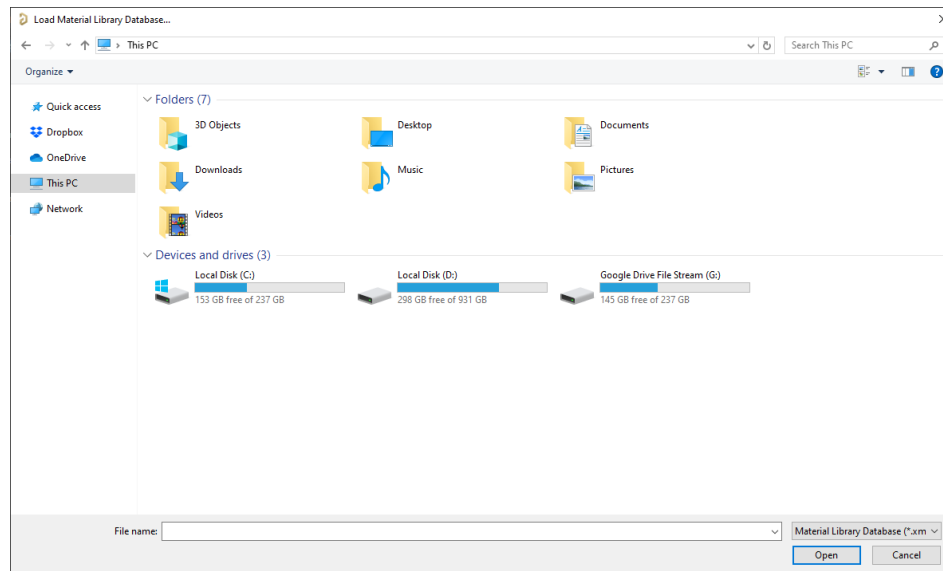 Load Material Library Database...
This PC
Search This PC
Organize
Quick access
Dropbox
OneDrive
This PC
Network
Folders (7)
3D Objects
Desktop
Documents
Downloads
Music
Pictures
Videos
Devices and drives (3)
Local Disk (C:)
153 GB free of 237 GB
Local Disk (D:)
298 GB free of 931 GB
Google Drive File Stream (G:)
145 GB free of 237 GB
File name:
Material Library Database (*.xm
Open
Cancel